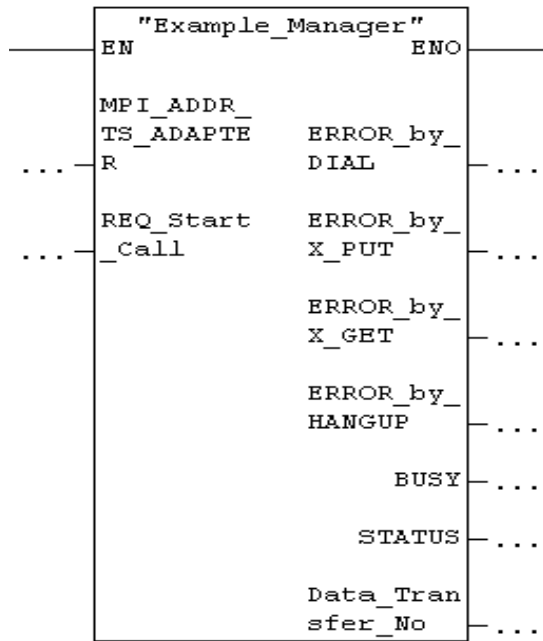 "Example_Manager"
EN ENO
MPI_ADDR_
TS_ADAPTE ERROR_by_
... R DIAL ...
REQ_Start ERROR_by_
... _Call X_PUT ...
ERROR_by_
X_GET ...
ERROR_by_
HANGUP ...
BUSY ...
STATUS ...
Data_Tran
sfer_No ...